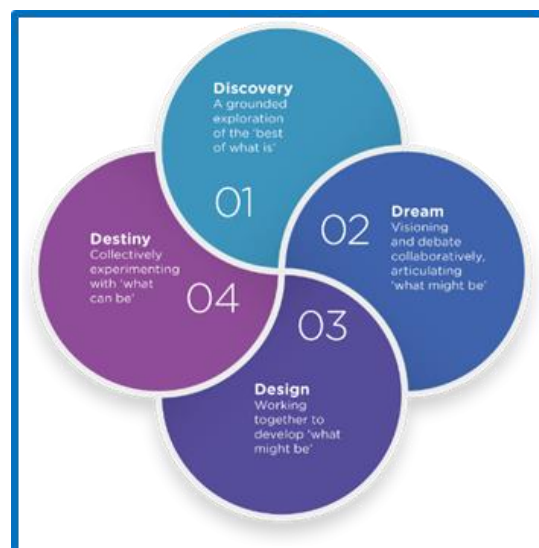 Discovery
A grounded
exploration
of the 'best
of what is'
01
02
Dream
Visioning
and debate
collaboratively,
articulating
'what might be'
03
Design
Working
together to
develop 'what
might be'
Destiny
Collectively
experimenting
with 'what
can be'
04